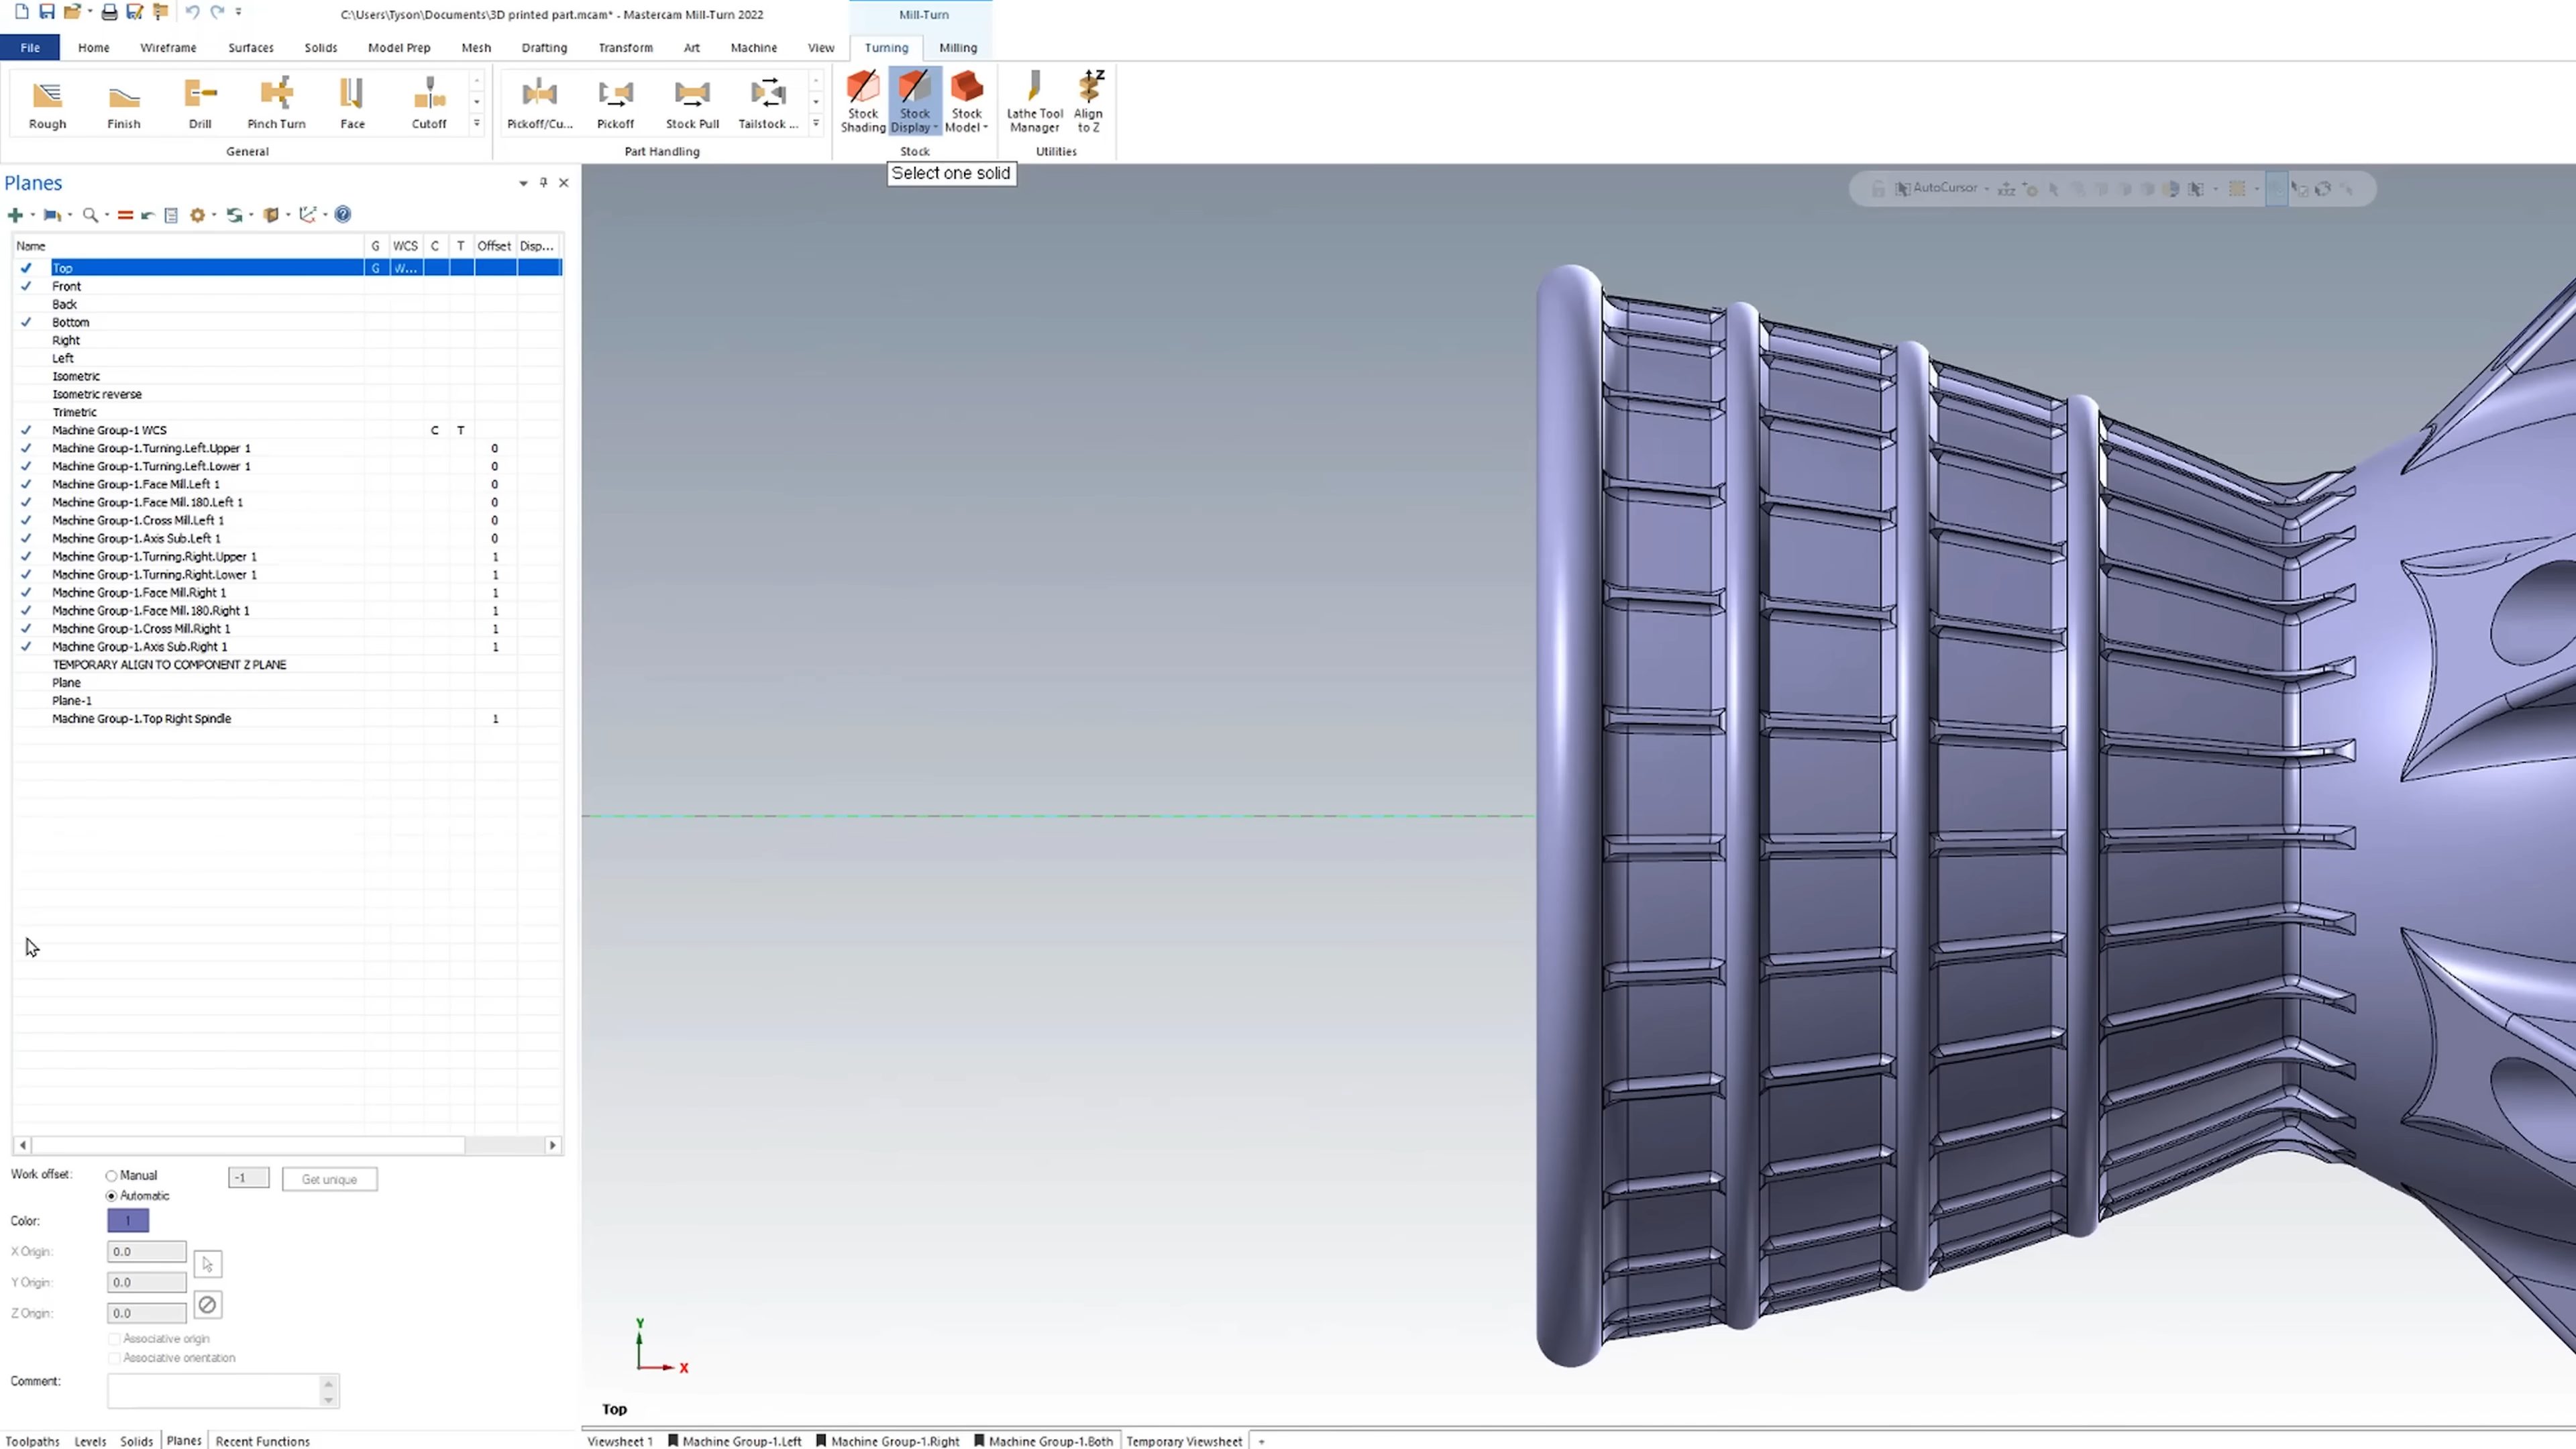 C:\Users\Tyson\Documents\3D printed part.mcam* - Mastercam Mill-Turn 2022
Mill-Turn
File Home Wireframe Surfaces Solids Model Prep Mesh Drafting Transform Art Machine View Turning Milling
Rough Finish Drill Pinch Turn Face Cutoff
General
Pickoff/Cu... Pickoff Stock Pull Tailstock ...
Part Handling
Stock Shading
Stock Display
Stock Model
Stock
Lathe Tool Manager
Z
Align to Z
Utilities
Select one solid
AutoCursor
XYZ
Planes
Name G WCS C T Offset Disp...
Top G W...
Front
Back
Bottom
Right
Left
Isometric
Isometric reverse
Trimetric
Machine Group-1 WCS C T
Machine Group-1.Turning.Left.Upper 1 0
Machine Group-1.Turning.Left.Lower 1 0
Machine Group-1.Face Mill.Left 1 0
Machine Group-1.Face Mill.180.Left 1 0
Machine Group-1.Cross Mill.Left 1 0
Machine Group-1.Axis Sub.Left 1 0
Machine Group-1.Turning.Right.Upper 1 1
Machine Group-1.Turning.Right.Lower 1 1
Machine Group-1.Face Mill.Right 1 1
Machine Group-1.Face Mill.180.Right 1 1
Machine Group-1.Cross Mill.Right 1 1
Machine Group-1.Axis Sub.Right 1 1
TEMPORARY ALIGN TO COMPONENT Z PLANE
Plane
Plane-1
Machine Group-1.Top Right Spindle 1
Work offset: Manual -1 Get unique
Automatic
Color: 1
X Origin: 0.0
Y Origin: 0.0
Z Origin: 0.0
Associative origin
Associative orientation
Comment:
Toolpaths Levels Solids Planes Recent Functions
Y
X
Top
Viewsheet 1 Machine Group-1.Left Machine Group-1.Right Machine Group-1.Both Temporary Viewsheet +